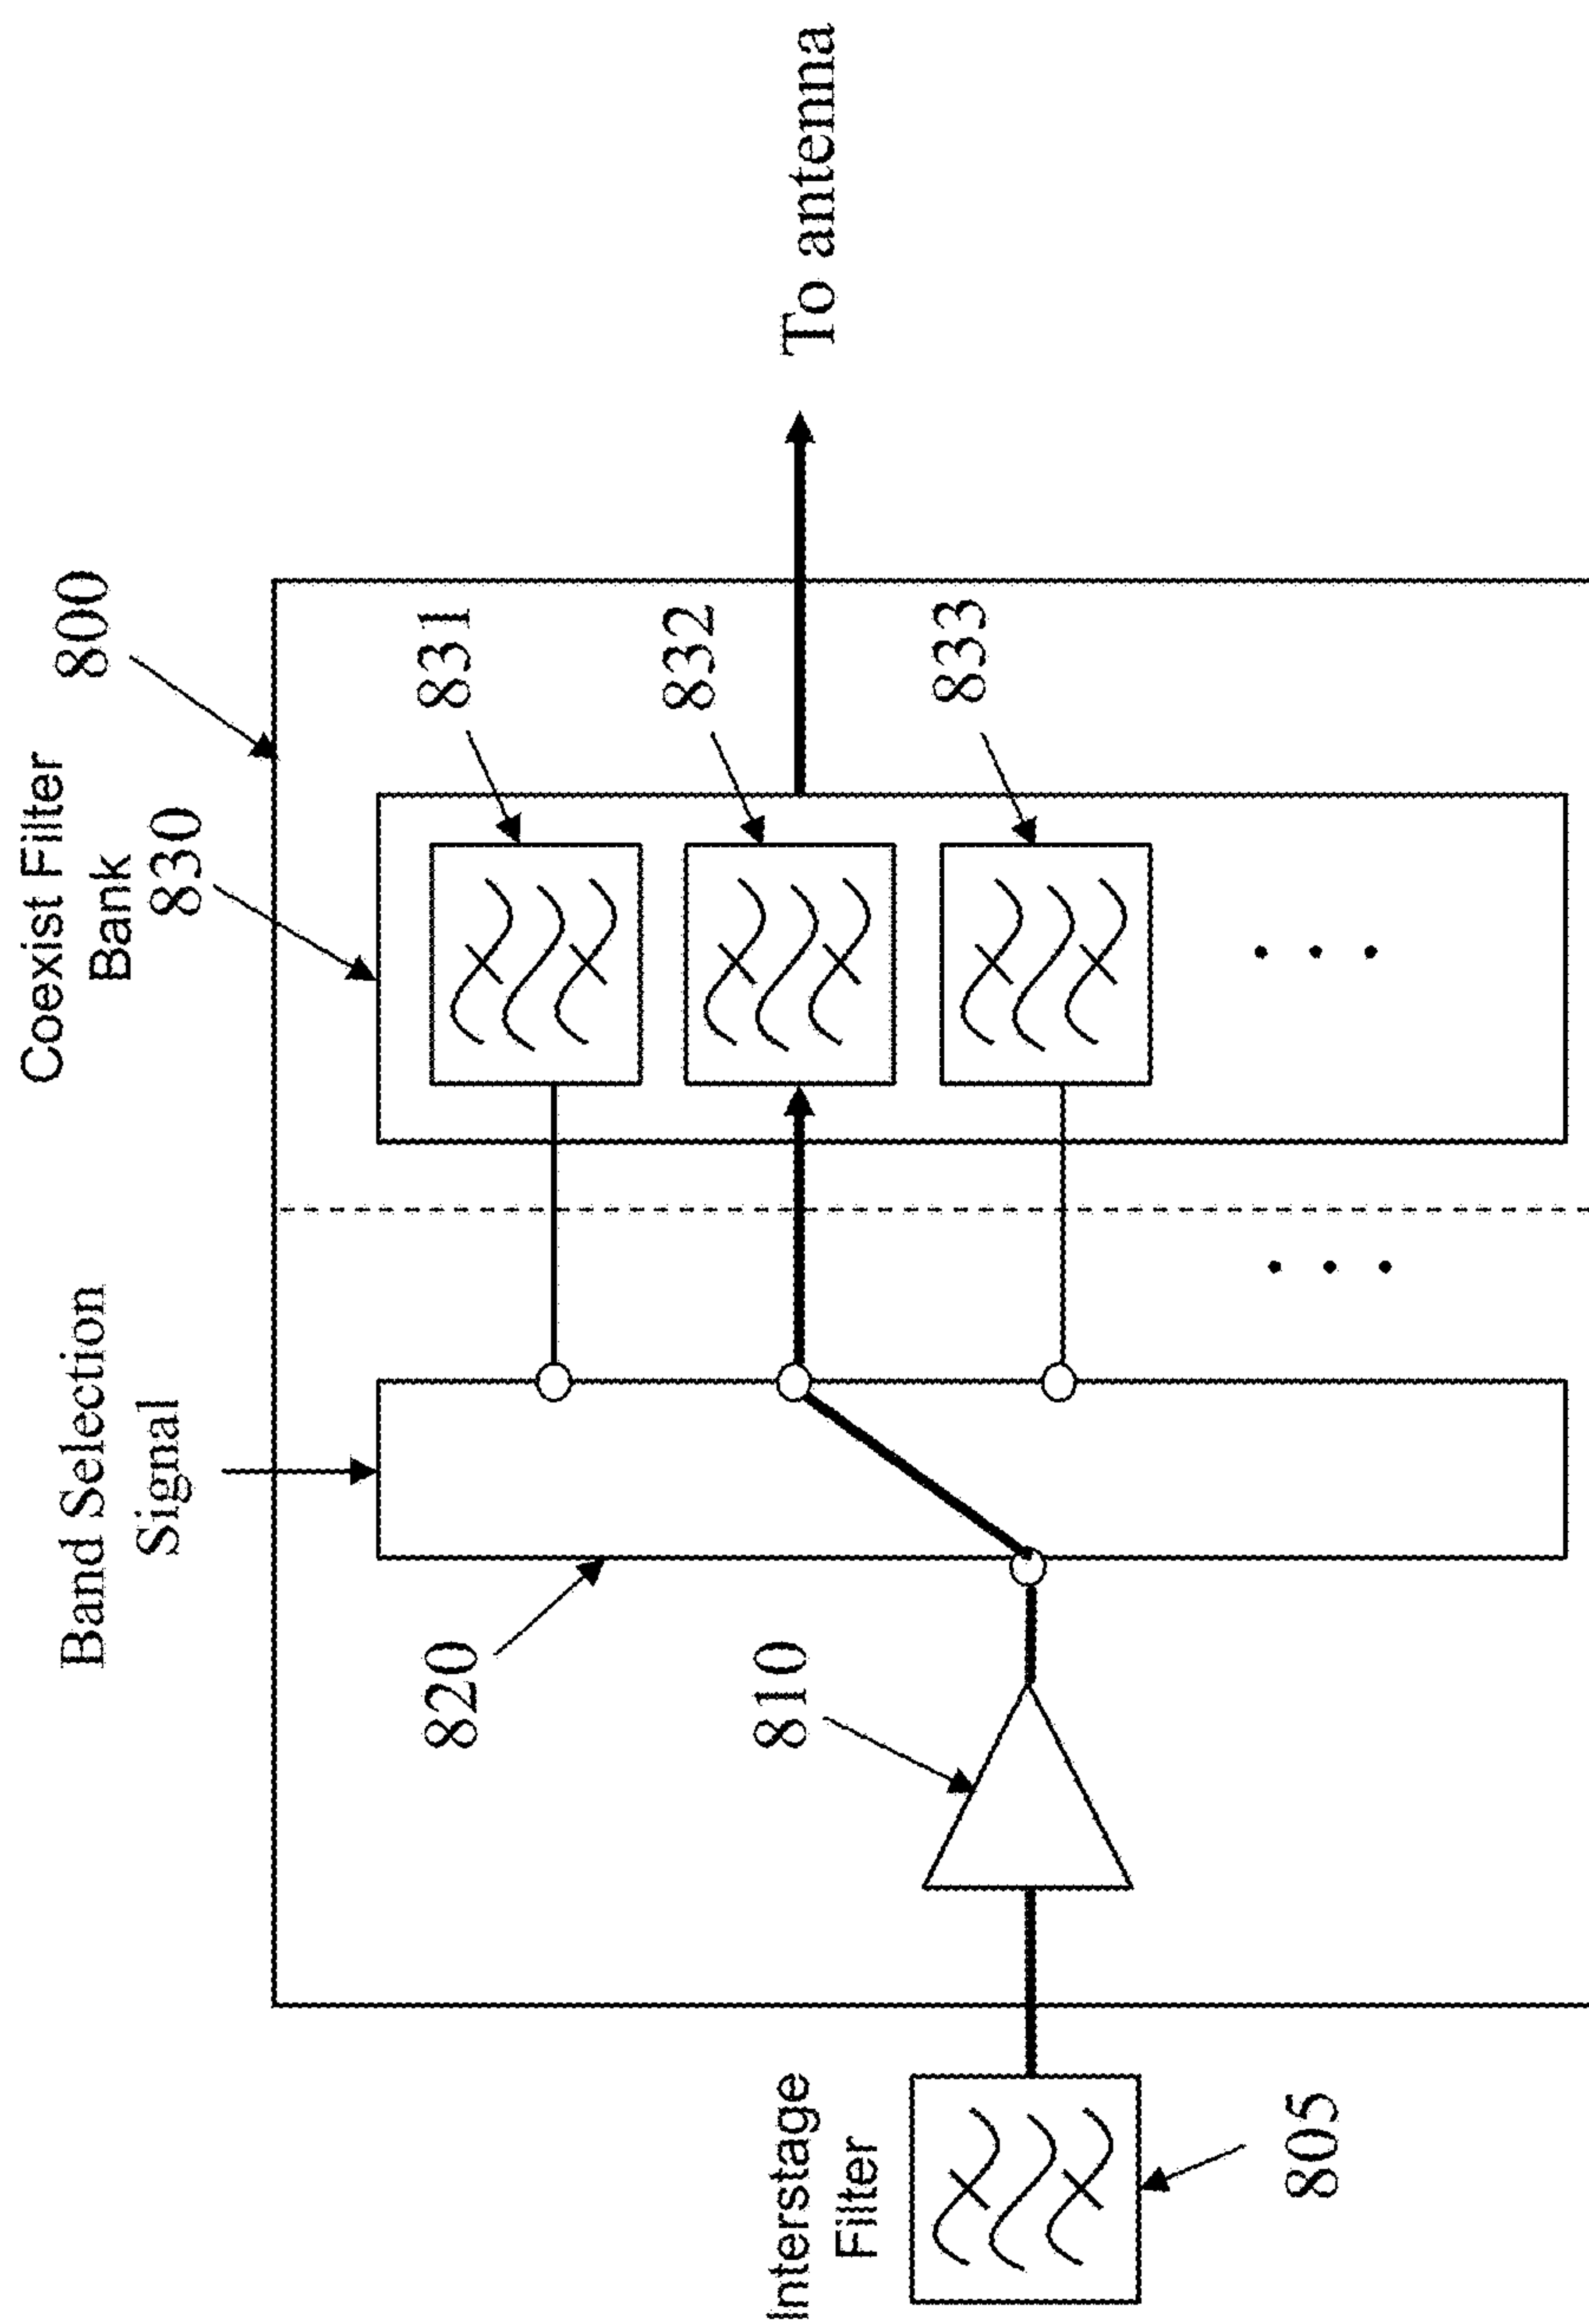 Coexist Filter
Bank
830
800
Band Selection
Signal
831
832
833
To antenna
820
810
Interstage
Filter
805